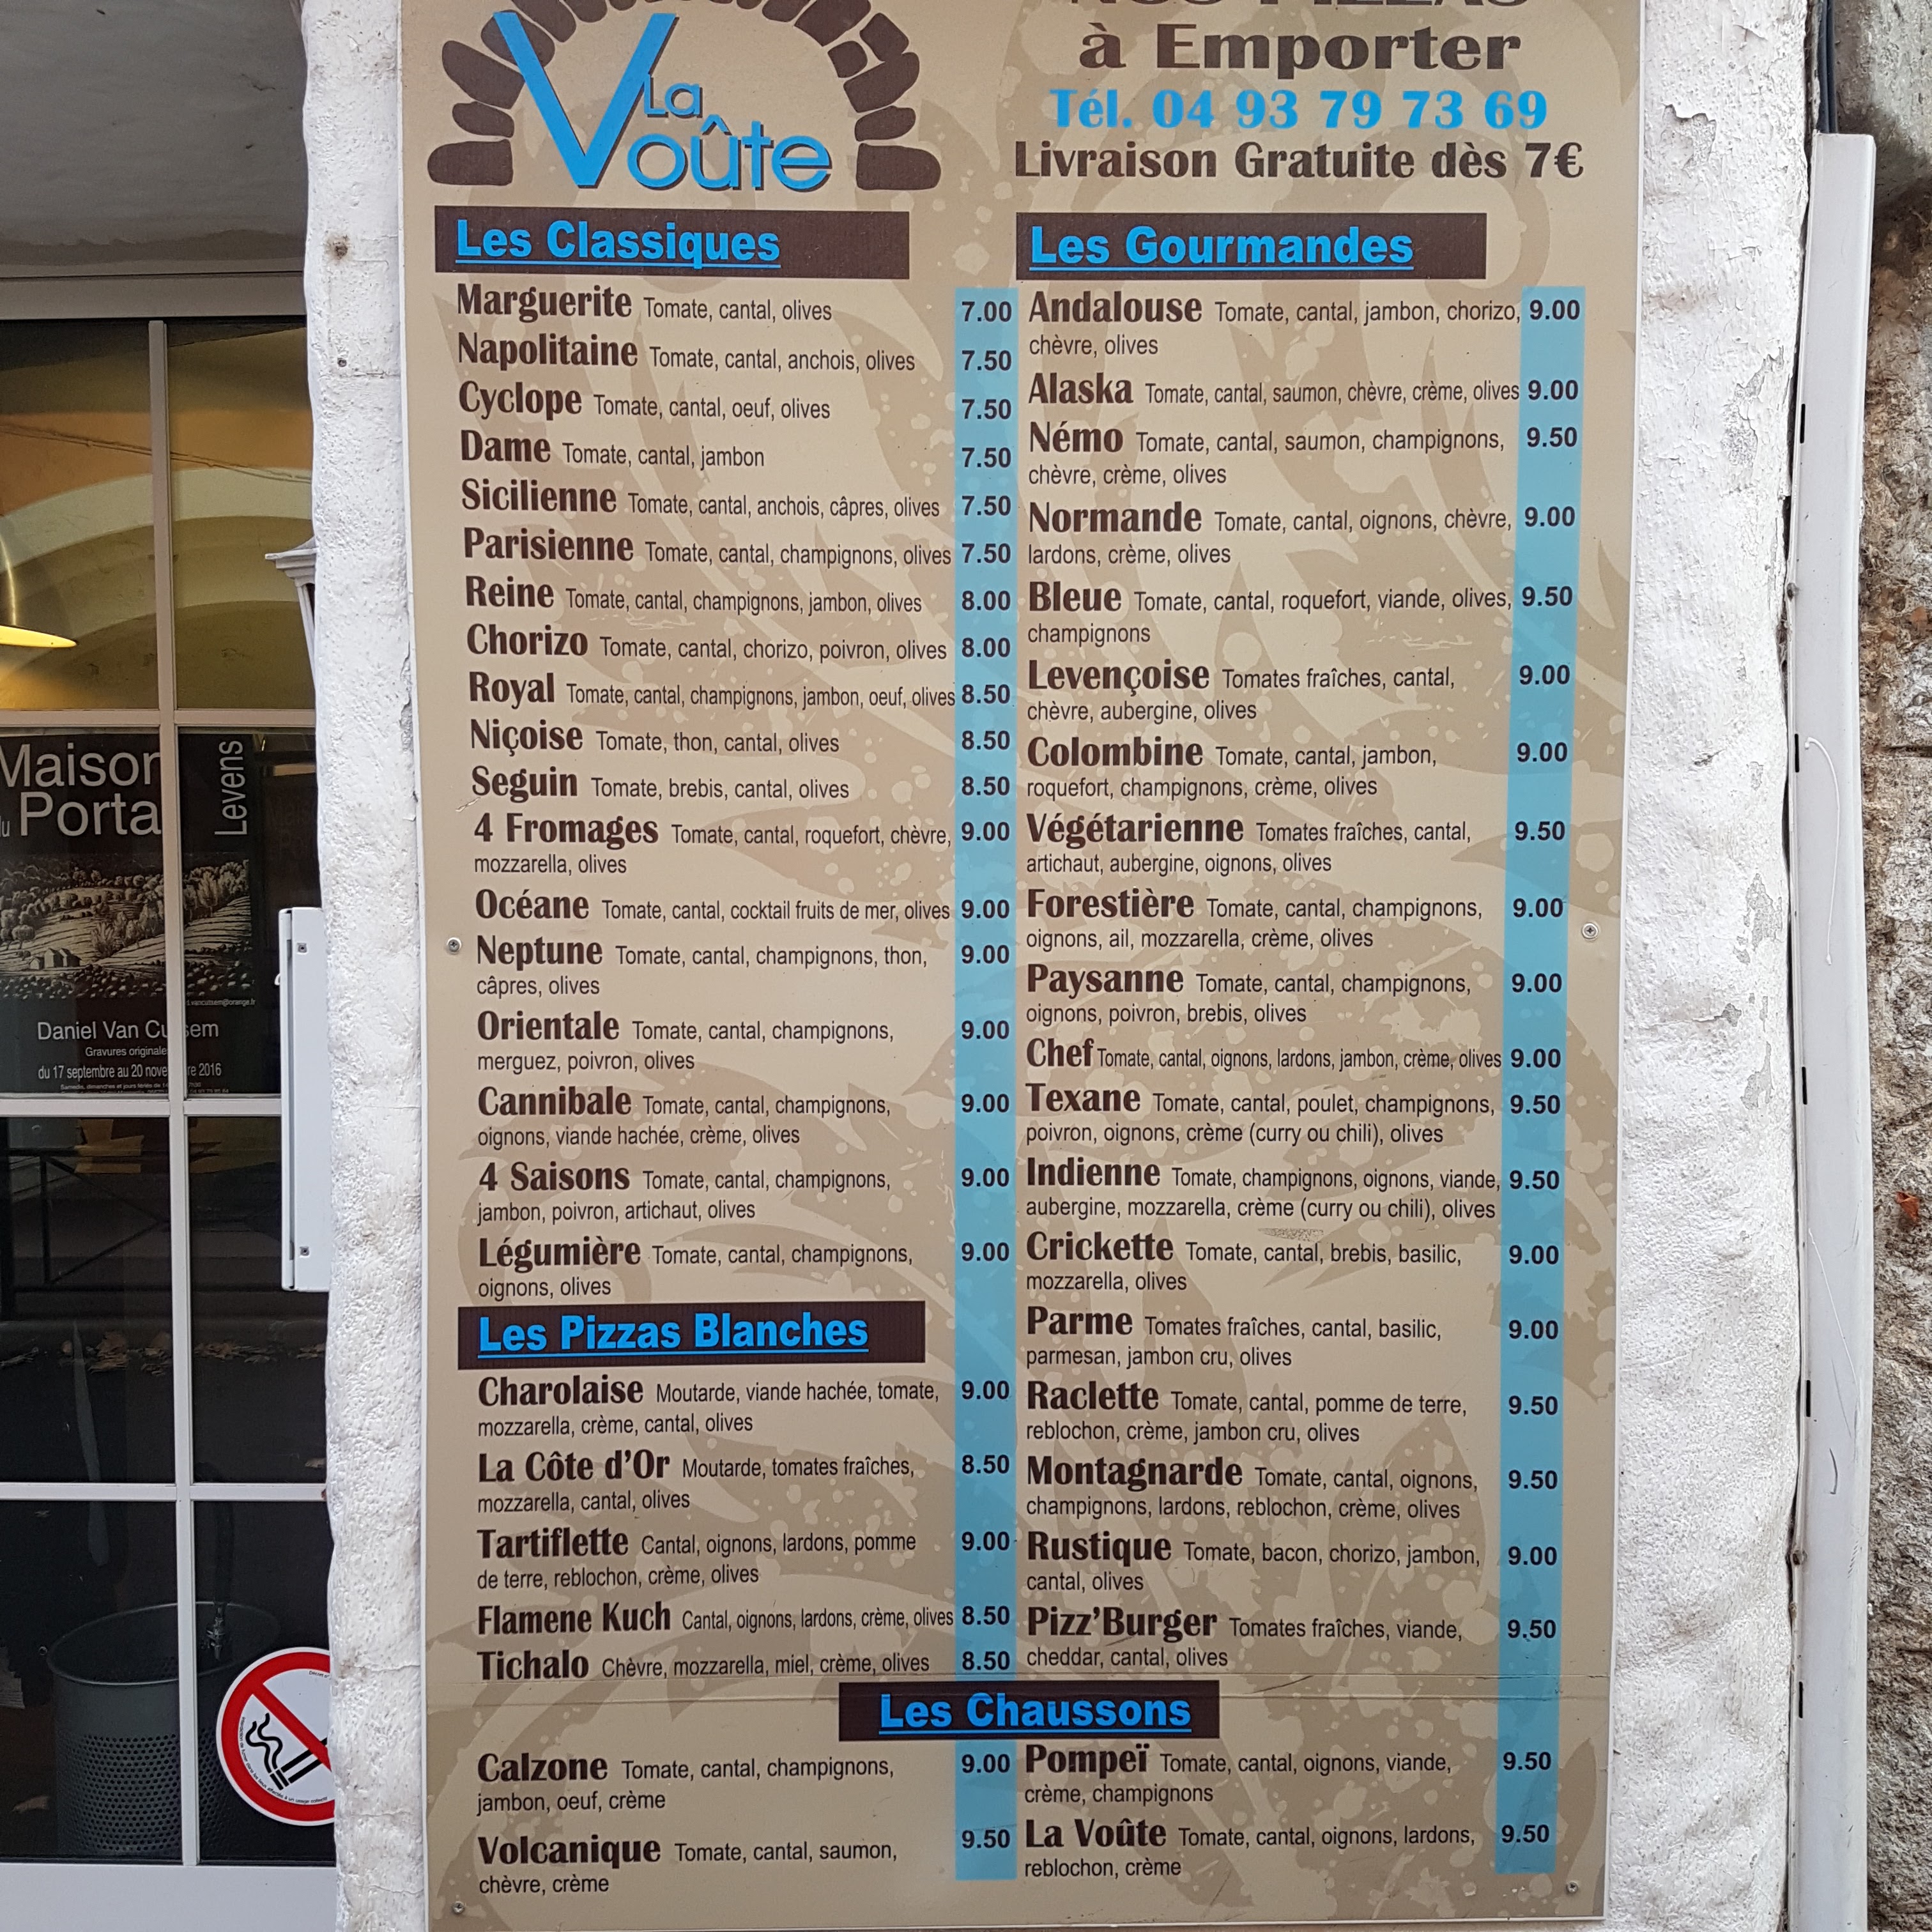 La
Voûte
à Emporter
Tél. 04 93 79 73 69
Livraison Gratuite dès 7€
Les Classiques
Marguerite Tomate, cantal, olives 7.00
Napolitaine Tomate, cantal, anchois, olives 7.50
Cyclope Tomate, cantal, oeuf, olives 7.50
Dame Tomate, cantal, jambon 7.50
Sicilienne Tomate, cantal, anchois, câpres, olives 7.50
Parisienne Tomate, cantal, champignons, olives 7.50
Reine Tomate, cantal, champignons, jambon, olives 8.00
Chorizo Tomate, cantal, chorizo, poivron, olives 8.00
Royal Tomate, cantal, champignons, jambon, oeuf, olives 8.50
Niçoise Tomate, thon, cantal, olives 8.50
Seguin Tomate, brebis, cantal, olives 8.50
4 Fromages Tomate, cantal, roquefort, chèvre, 9.00
mozzarella, olives
Océane Tomate, cantal, cocktail fruits de mer, olives 9.00
Neptune Tomate, cantal, champignons, thon, 9.00
câpres, olives
Orientale Tomate, cantal, champignons, 9.00
merguez, poivron, olives
Cannibale Tomate, cantal, champignons, 9.00
oignons, viande hachée, crème, olives
4 Saisons Tomate, cantal, champignons, 9.00
jambon, poivron, artichaut, olives
Légumière Tomate, cantal, champignons, 9.00
oignons, olives
Les Pizzas Blanches
Charolaise Moutarde, viande hachée, tomate, 9.00
mozzarella, crème, cantal, olives
La Côte d'Or Moutarde, tomates fraîches, 8.50
mozzarella, cantal, olives
Tartiflette Cantal, oignons, lardons, pomme 9.00
de terre, reblochon, crème, olives
Flamene Kuch Cantal, oignons, lardons, crème, olives 8.50
Tichalo Chèvre, mozzarella, miel, crème, olives 8.50
Les Gourmandes
Andalouse Tomate, cantal, jambon, chorizo, 9.00
chèvre, olives
Alaska Tomate, cantal, saumon, chèvre, crème, olives 9.00
Némo Tomate, cantal, saumon, champignons, 9.50
chèvre, crème, olives
Normande Tomate, cantal, oignons, chèvre, 9.00
lardons, crème, olives
Bleue Tomate, cantal, roquefort, viande, olives, 9.50
champignons
Levençoise Tomates fraîches, cantal, 9.00
chèvre, aubergine, olives
Colombine Tomate, cantal, jambon, 9.00
roquefort, champignons, crème, olives
Végétarienne Tomates fraîches, cantal, 9.50
artichaut, aubergine, oignons, olives
Forestière Tomate, cantal, champignons, 9.00
oignons, ail, mozzarella, crème, olives
Paysanne Tomate, cantal, champignons, 9.00
oignons, poivron, brebis, olives
Chef Tomate, cantal, oignons, lardons, jambon, crème, olives 9.00
Texane Tomate, cantal, poulet, champignons, 9.50
poivron, oignons, crème (curry ou chili), olives
Indienne Tomate, champignons, oignons, viande, 9.50
aubergine, mozzarella, crème (curry ou chili), olives
Crickette Tomate, cantal, brebis, basilic, 9.00
mozzarella, olives
Parme Tomates fraîches, cantal, basilic, 9.00
parmesan, jambon cru, olives
Raclette Tomate, cantal, pomme de terre, 9.50
reblochon, crème, jambon cru, olives
Montagnarde Tomate, cantal, oignons, 9.50
champignons, lardons, reblochon, crème, olives
Rustique Tomate, bacon, chorizo, jambon, 9.00
cantal, olives
Pizz'Burger Tomates fraîches, viande, 9.50
cheddar, cantal, olives
Les Chaussons
Calzone Tomate, cantal, champignons, 9.00
jambon, oeuf, crème
Volcanique Tomate, cantal, saumon, 9.50
chèvre, crème
Pompeï Tomate, cantal, oignons, viande, 9.50
crème, champignons
La Voûte Tomate, cantal, oignons, lardons, 9.50
reblochon, crème
Maison
Porta
Levens
Daniel Van
Gravures
du 17 septembre au 20 2016